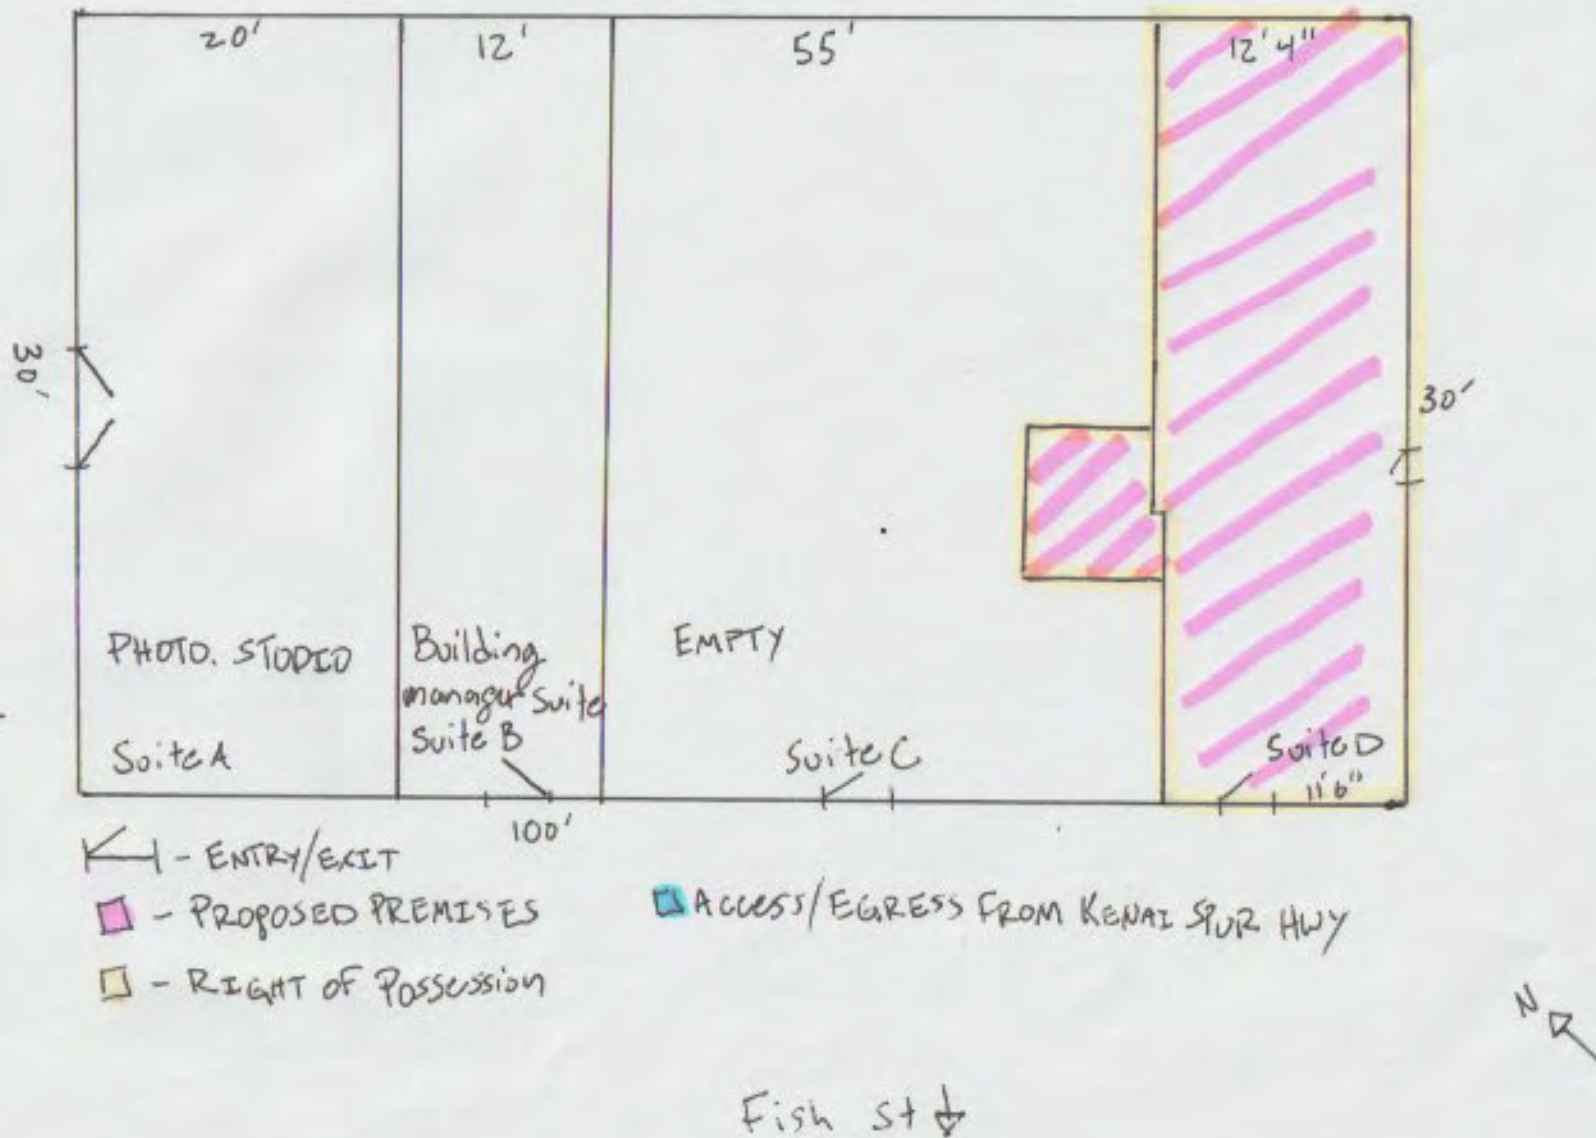 20'
12'
55'
12'4"
30'
30'
PHOTO. STUDIO
Building
manager Suite
Suite B
EMPTY
Suite A
Suite C
Suite D
11'6"
100'
- ENTRY/EXIT
- PROPOSED PREMISES
ACCESS/EGRESS FROM KENAI SPUR HWY
- RIGHT OF Possession
N
Fish St